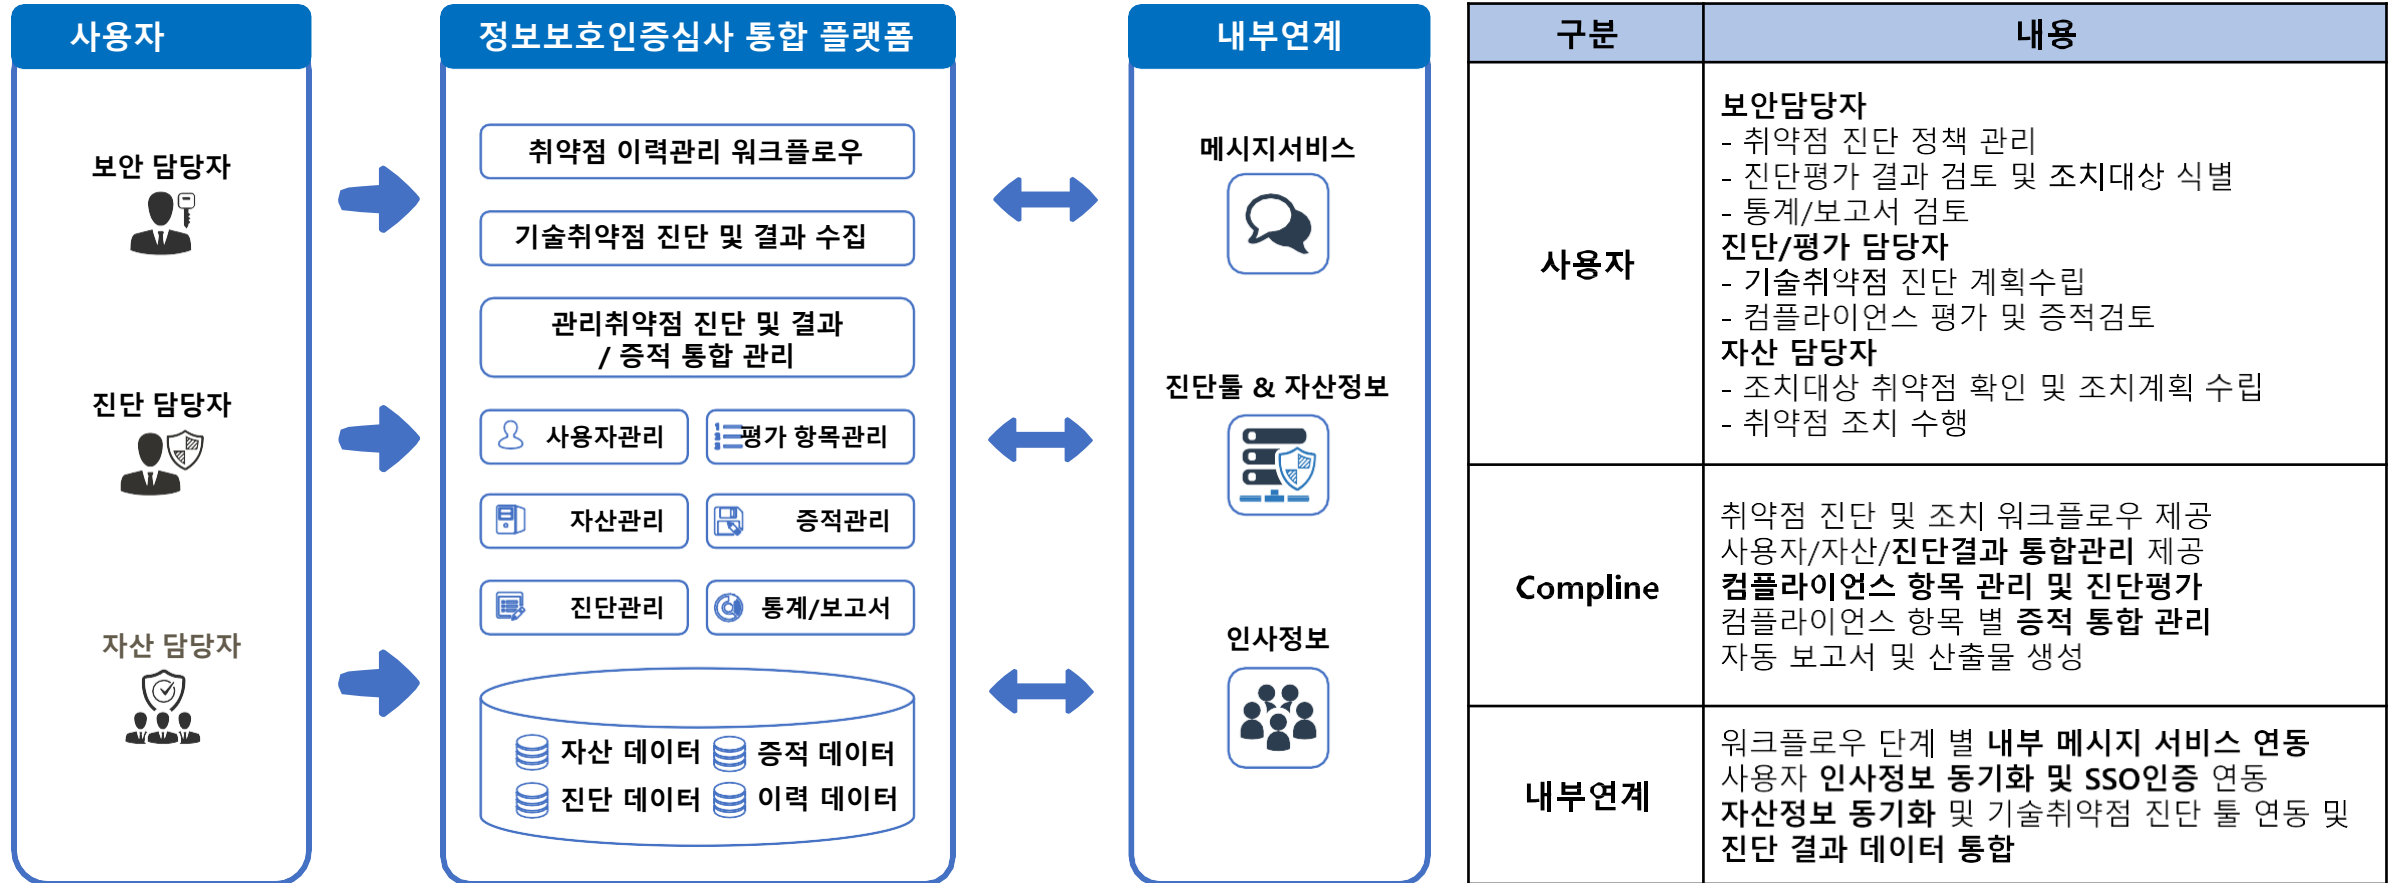 사용자
보안 담당자
진단 담당자
자산 담당자
정보보호인증심사 통합 플랫폼
취약점 이력관리 워크플로우
기술취약점 진단 및 결과 수집
관리취약점 진단 및 결과
/ 증적 통합 관리
사용자관리
평가 항목관리
자산관리
증적관리
진단관리
통계/보고서
자산 데이터
증적 데이터
진단 데이터
이력 데이터
내부연계
메시지서비스
진단툴 & 자산정보
인사정보
구분
내용
사용자
보안담당자
- 취약점 진단 정책 관리
- 진단평가 결과 검토 및 조치대상 식별
- 통계/보고서 검토
진단/평가 담당자
- 기술취약점 진단 계획수립
- 컴플라이언스 평가 및 증적검토
자산 담당자
- 조치대상 취약점 확인 및 조치계획 수립
- 취약점 조치 수행
Compline
취약점 진단 및 조치 워크플로우 제공
사용자/자산/진단결과 통합관리 제공
컴플라이언스 항목 관리 및 진단평가
컴플라이언스 항목 별 증적 통합 관리
자동 보고서 및 산출물 생성
내부연계
워크플로우 단계 별 내부 메시지 서비스 연동
사용자 인사정보 동기화 및 SSO인증 연동
자산정보 동기화 및 기술취약점 진단 툴 연동 및
진단 결과 데이터 통합